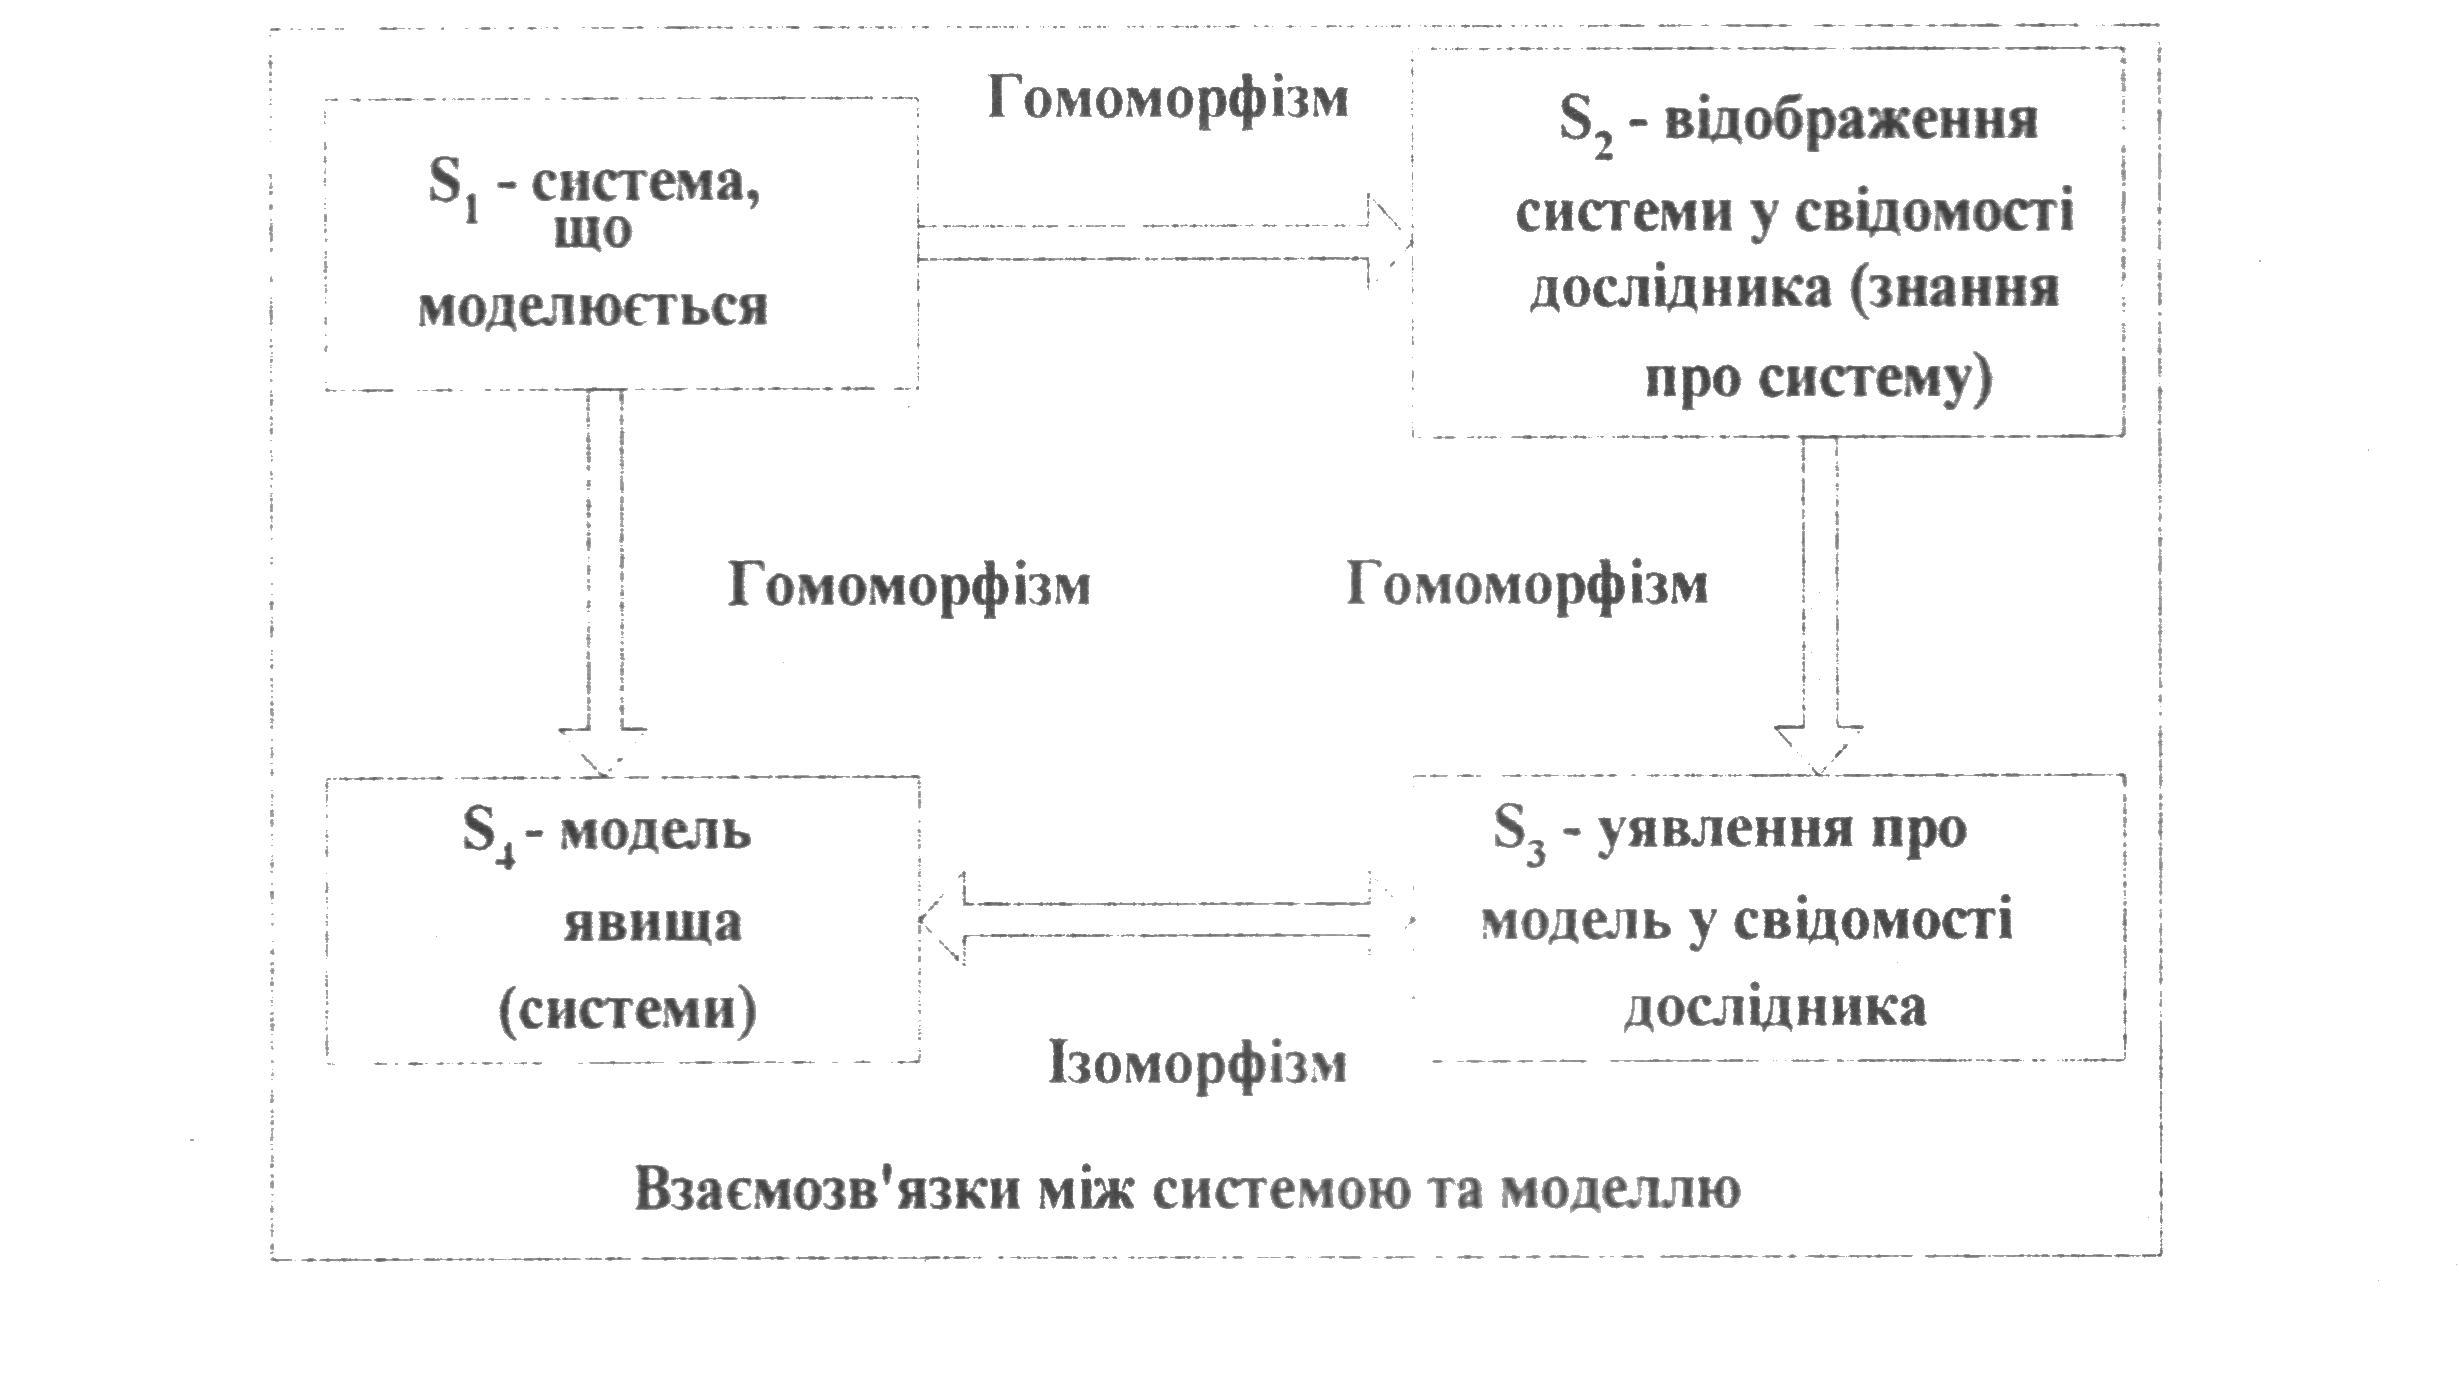 Гомоморфізм
S₁ - система,
що
моделюється
S₂ - відображення
системи у свідомості
дослідника (знання
про систему)
Гомоморфізм
Гомоморфізм
S₄ - модель
явища
(системи)
S₃ - уявлення про
модель у свідомості
дослідника
Ізоморфізм
Взаємозв'язки між системою та моделлю